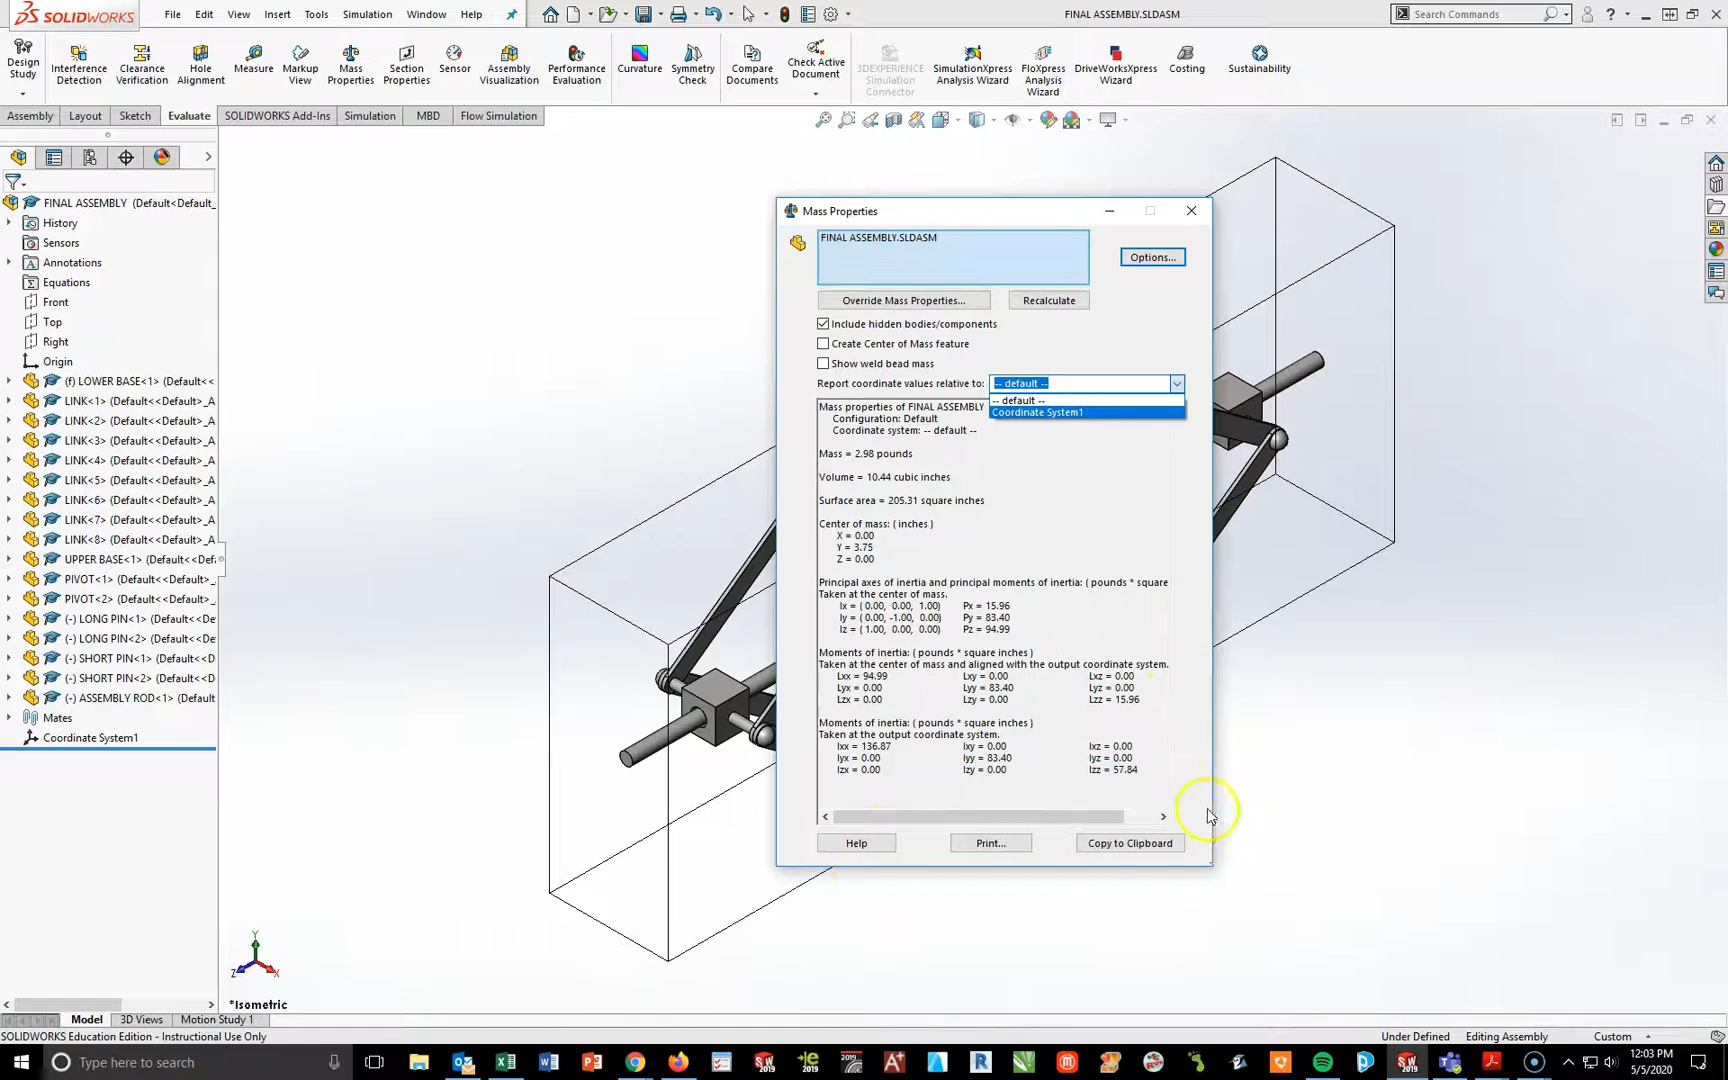 SOLIDWORKS File Edit View Insert Tools Simulation Window Help FINAL ASSEMBLY.SLDASM Search Commands ?
Design Study
Interference Detection
Clearance Verification
Hole Alignment
Measure
Markup View
Mass Properties
Section Properties
Sensor
Assembly Visualization
Performance Evaluation
Curvature
Symmetry Check
Compare Documents
Check Active Document
3DEXPERIENCE Simulation Connector
SimulationXpress Analysis Wizard
FloXpress Analysis Wizard
DriveWorksXpress Wizard
Costing
Sustainability
Assembly Layout Sketch Evaluate SOLIDWORKS Add-Ins Simulation MBD Flow Simulation
FINAL ASSEMBLY (Default<Default_
History
Sensors
Annotations
Equations
Front
Top
Right
Origin
(f) LOWER BASE<1> (Default<<
LINK<1> (Default<<Default>_A
LINK<2> (Default<<Default>_A
LINK<3> (Default<<Default>_A
LINK<4> (Default<<Default>_A
LINK<5> (Default<<Default>_A
LINK<6> (Default<<Default>_A
LINK<7> (Default<<Default>_A
LINK<8> (Default<<Default>_A
UPPER BASE<1> (Default<<Def
PIVOT<1> (Default<<Default>_
PIVOT<2> (Default<<Default>_
(-) LONG PIN<1> (Default<<De
(-) LONG PIN<2> (Default<<De
(-) SHORT PIN<1> (Default<<D
(-) SHORT PIN<2> (Default<<D
(-) ASSEMBLY ROD<1> (Defaul
Mates
Coordinate System1
Mass Properties
FINAL ASSEMBLY.SLDASM
Options...
Override Mass Properties... Recalculate
Include hidden bodies/components
Create Center of Mass feature
Show weld bead mass
Report coordinate values relative to: -- default --
-- default --
Coordinate System1
Mass properties of FINAL ASSEMBLY
Configuration: Default
Coordinate system: -- default --
Mass = 2.98 pounds
Volume = 10.44 cubic inches
Surface area = 205.31 square inches
Center of mass: ( inches )
X = 0.00
Y = 3.75
Z = 0.00
Principal axes of inertia and principal moments of inertia: ( pounds * square
Taken at the center of mass.
Ix = ( 0.00, 0.00, 1.00) Px = 15.96
Iy = ( 0.00, -1.00, 0.00) Py = 83.40
Iz = ( 1.00, 0.00, 0.00) Pz = 94.99
Moments of inertia: ( pounds * square inches )
Taken at the center of mass and aligned with the output coordinate system.
Lxx = 94.99 Lxy = 0.00 Lxz = 0.00
Lyx = 0.00 Lyy = 83.40 Lyz = 0.00
Lzx = 0.00 Lzy = 0.00 Lzz = 15.96
Moments of inertia: ( pounds * square inches )
Taken at the output coordinate system.
Ixx = 136.87 Ixy = 0.00 Ixz = 0.00
Iyx = 0.00 Iyy = 83.40 Iyz = 0.00
Izx = 0.00 Izy = 0.00 Izz = 57.84
Help Print... Copy to Clipboard
Y
Z X
*Isometric
Model 3D Views Motion Study 1
SOLIDWORKS Education Edition - Instructional Use Only Under Defined Editing Assembly Custom
Type here to search
12:03 PM
5/5/2020